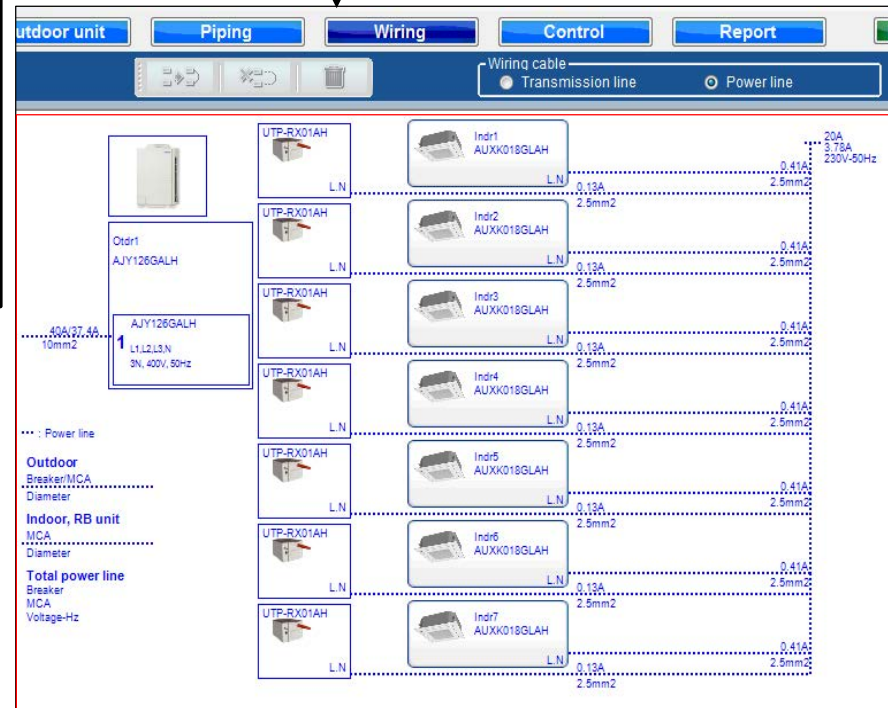 utdoor unit
Piping
Wiring
Control
Report
Wiring cable
Transmission line
Power line
20A
3.78A
230V-50Hz
Otdr1
AJY126GALH
AJY126GALH
1
L1,L2,L3,N
3N, 400V, 50Hz
40A/37.4A
10mm2
UTP-RX01AH
L.N
Indr1
AUXK018GLAH
L.N
0.41A
2.5mm2
0.13A
2.5mm2
UTP-RX01AH
L.N
Indr2
AUXK018GLAH
L.N
0.41A
2.5mm2
0.13A
2.5mm2
UTP-RX01AH
L.N
Indr3
AUXK018GLAH
L.N
0.41A
2.5mm2
0.13A
2.5mm2
UTP-RX01AH
L.N
Indr4
AUXK018GLAH
L.N
0.41A
2.5mm2
0.13A
2.5mm2
UTP-RX01AH
L.N
Indr5
AUXK018GLAH
L.N
0.41A
2.5mm2
0.13A
2.5mm2
UTP-RX01AH
L.N
Indr6
AUXK018GLAH
L.N
0.41A
2.5mm2
0.13A
2.5mm2
UTP-RX01AH
L.N
Indr7
AUXK018GLAH
L.N
0.41A
2.5mm2
0.13A
2.5mm2
: Power line
Outdoor
Breaker/MCA
Diameter
Indoor, RB unit
MCA
Diameter
Total power line
Breaker
MCA
Voltage-Hz